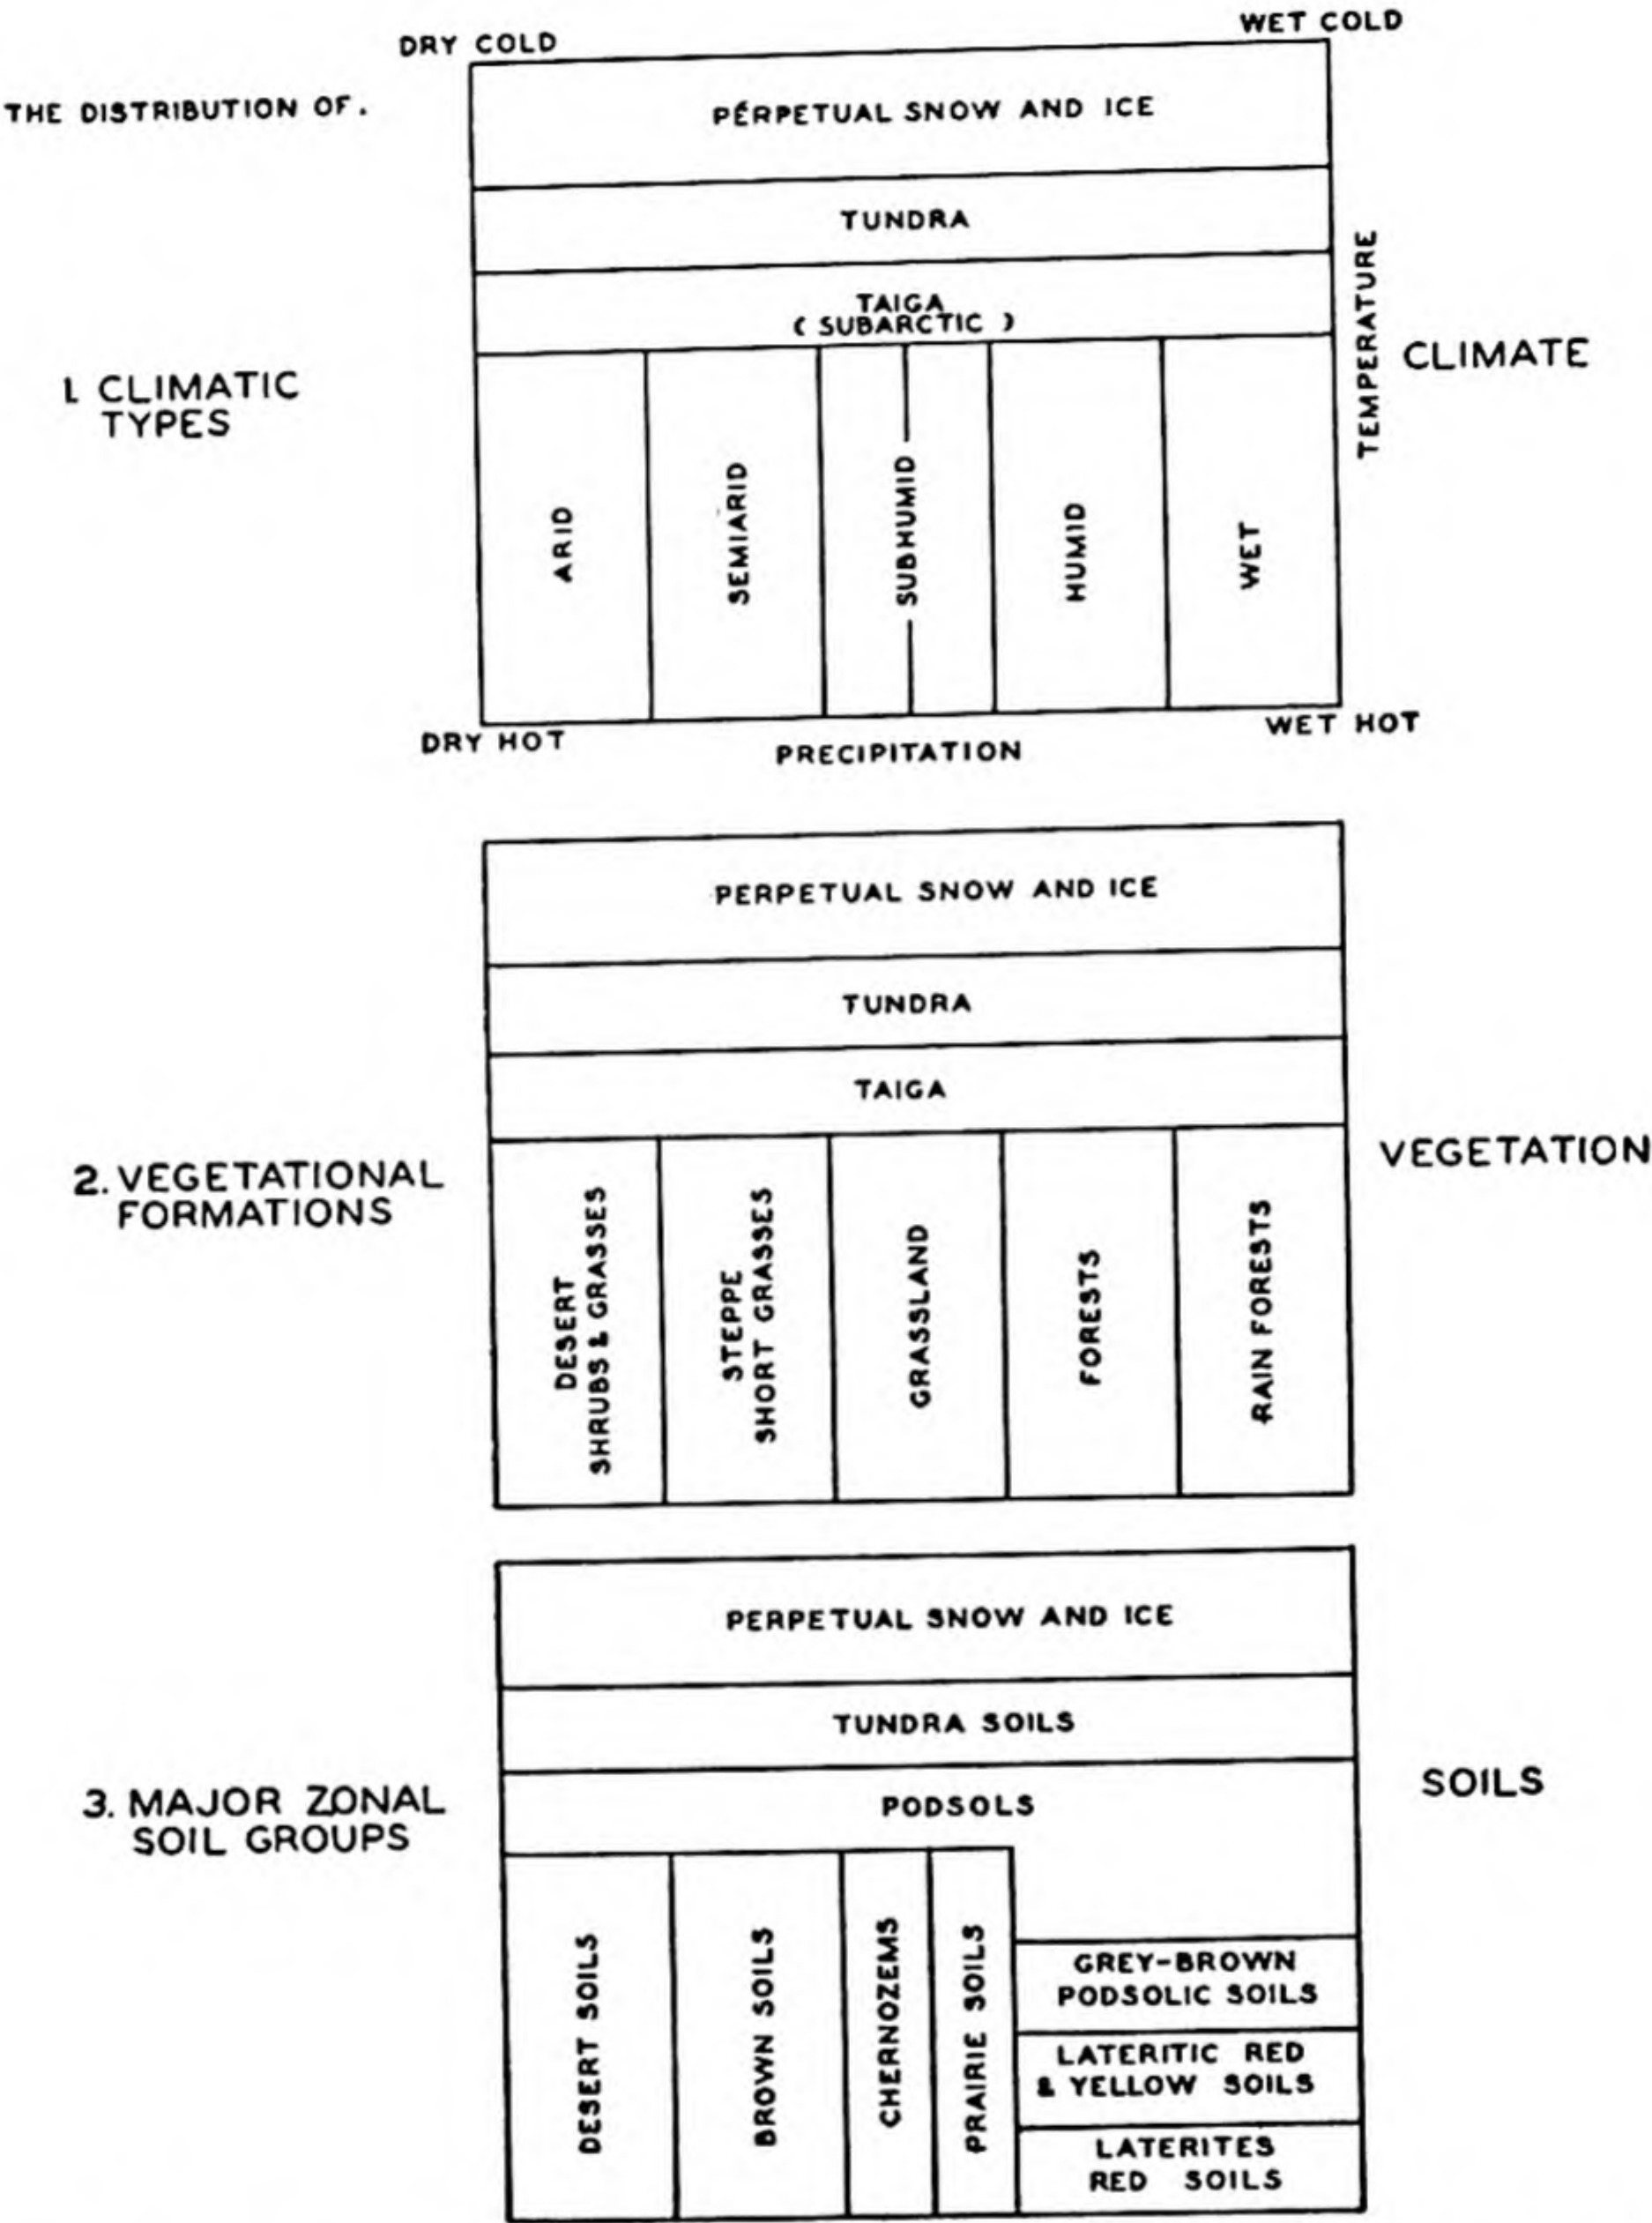 DRY COLD
WET COLD
THE DISTRIBUTION OF.
PERPETUAL SNOW AND ICE
TUNDRA
TAIGA
( SUBARCTIC )
1. CLIMATIC
TYPES
ARID
SEMIARID
SUBHUMID
HUMID
WET
TEMPERATURE
CLIMATE
DRY HOT
PRECIPITATION
WET HOT
PERPETUAL SNOW AND ICE
TUNDRA
TAIGA
2. VEGETATIONAL
FORMATIONS
DESERT
SHRUBS & GRASSES
STEPPE
SHORT GRASSES
GRASSLAND
FORESTS
RAIN FORESTS
VEGETATION
PERPETUAL SNOW AND ICE
TUNDRA SOILS
PODSOLS
3. MAJOR ZONAL
SOIL GROUPS
DESERT SOILS
BROWN SOILS
CHERNOZEMS
PRAIRIE SOILS
GREY-BROWN
PODSOLIC SOILS
LATERITIC RED
& YELLOW SOILS
LATERITES
RED SOILS
SOILS